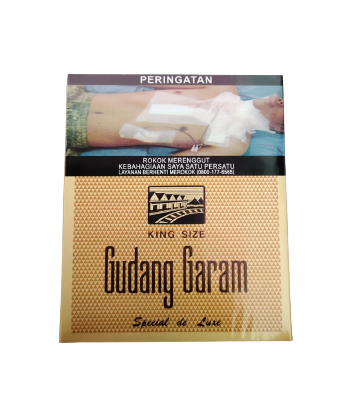 PERINGATAN
ROKOK MERENGGUT
KEBAHAGIAAN SAYA SATU PERSATU
LAYANAN BERHENTI MEROKOK (0800-177-6565)
KING SIZE
Gudang Garam
Special de Luxe